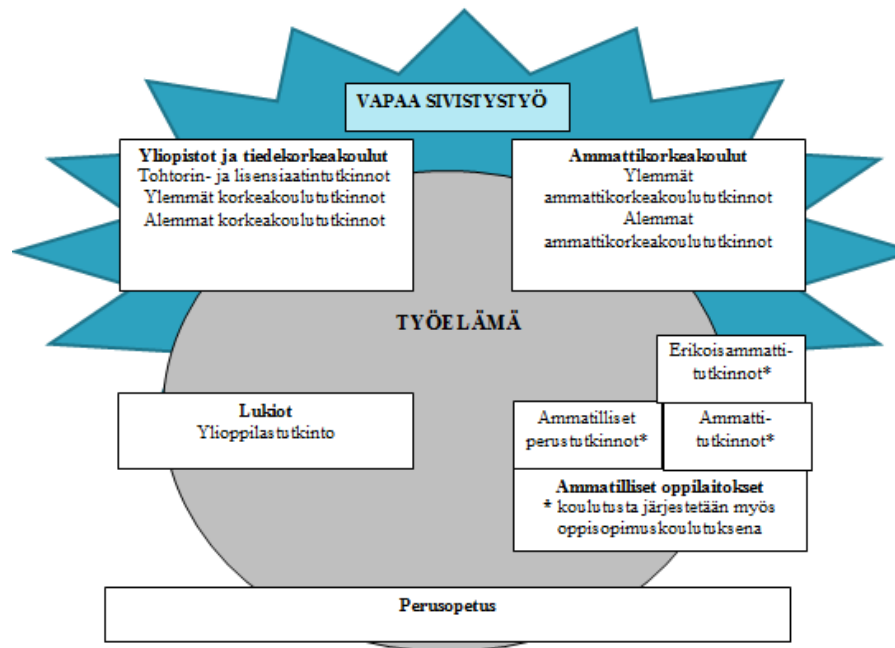 VAPAA SIVISTYSTYÖ
Yliopistot ja tiedekorkeakoulut
Tohtorin- ja lisensiaatintutkinnot
Ylemmät korkeakoulututkinnot
Alemmat korkeakoulututkinnot
Ammattikorkeakoulut
Ylemmät
ammattikorkeakoulututkinnot
Alemmat
ammattikorkeakoulututkinnot
TYÖELÄMÄ
Erikoisammatti-
tutkinnot*
Lukiot
Ylioppilastutkinto
Ammatilliset
perustutkinnot*
Ammatti-
tutkinnot*
Ammatilliset oppilaitokset
* koulutusta järjestetään myös
oppisopimuskoulutuksena
Perusopetus